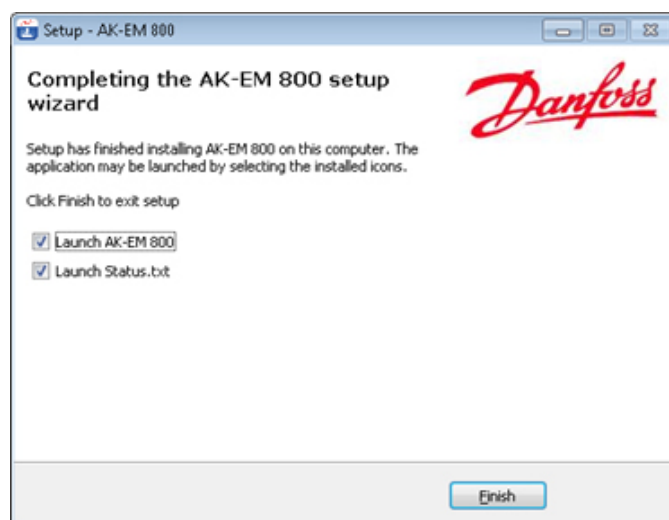 Setup - AK-EM 800
Completing the AK-EM 800 setup
wizard
Danfoss
Setup has finished installing AK-EM 800 on this computer. The
application may be launched by selecting the installed icons.
Click Finish to exit setup
Launch AK-EM 800
Launch Status.txt
Finish